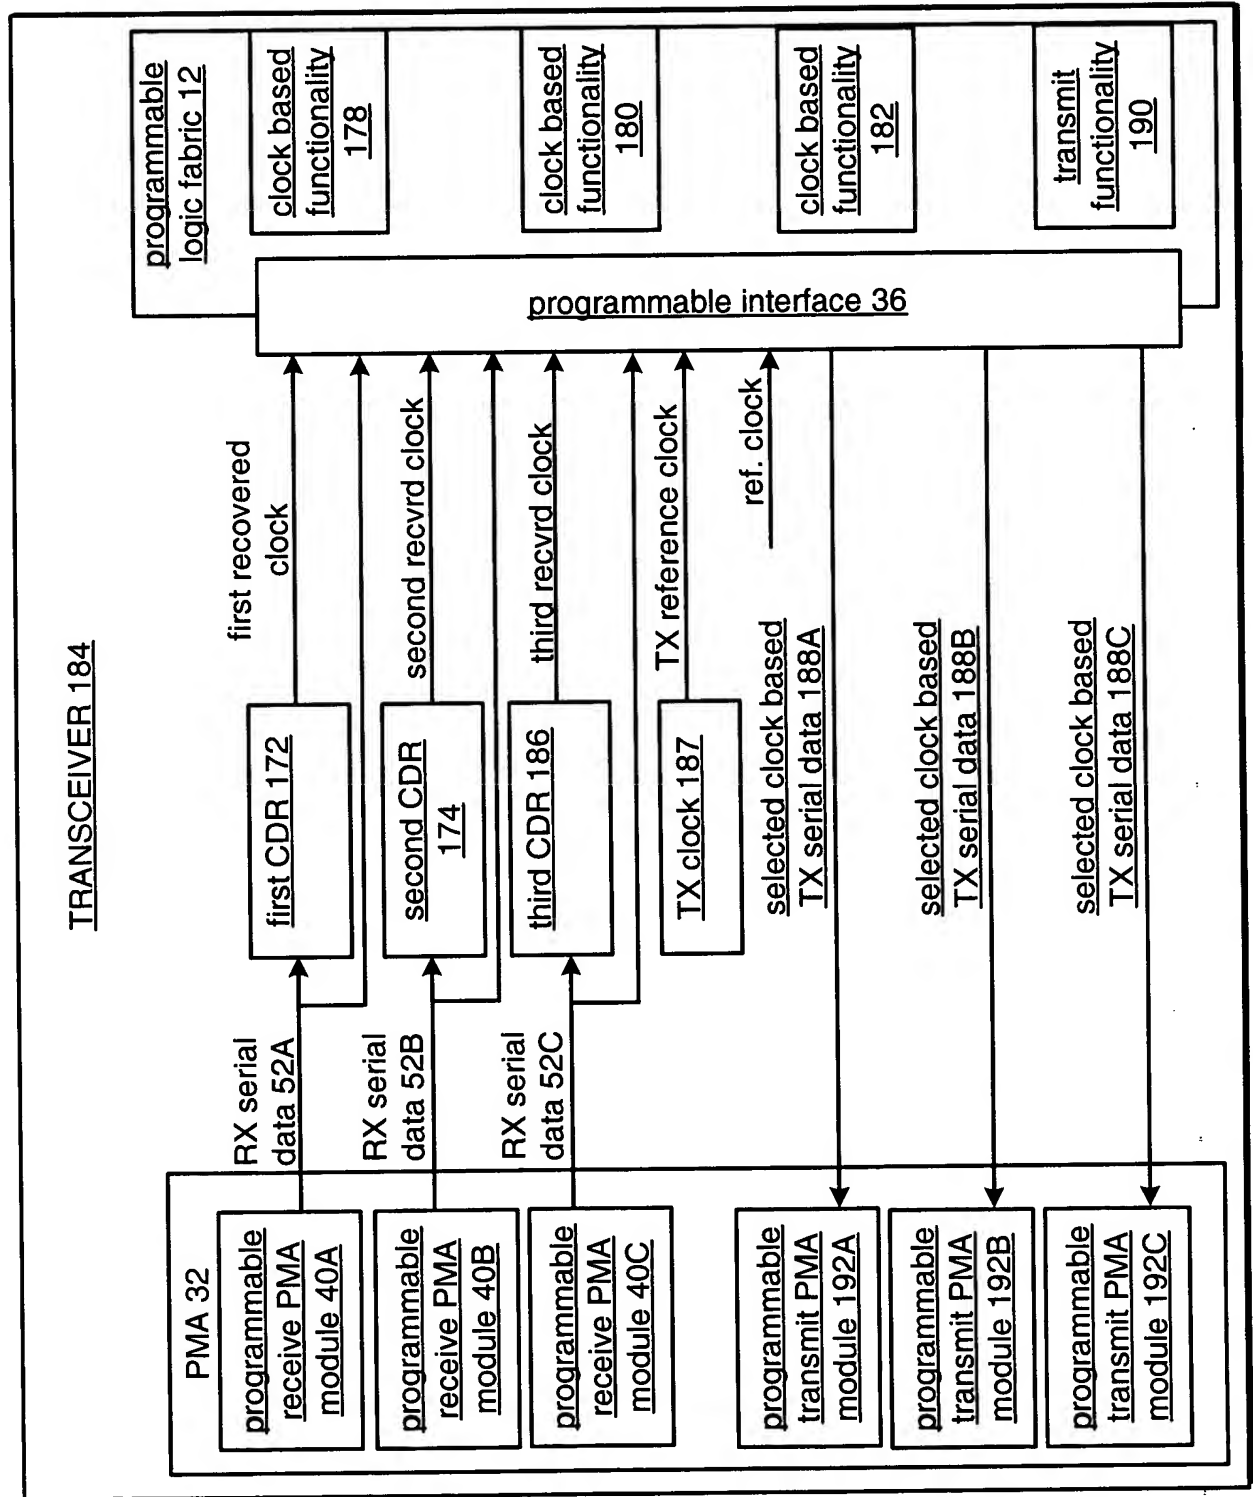 TRANSCEIVER 184
PMA 32
programmable
receive PMA
module 40A
programmable
receive PMA
module 40B
programmable
receive PMA
module 40C
programmable
transmit PMA
module 192A
programmable
transmit PMA
module 192B
programmable
transmit PMA
module 192C
RX serial
data 52A
RX serial
data 52B
RX serial
data 52C
first CDR 172
second CDR
174
third CDR 186
TX clock 187
first recovered
clock
second recvrd clock
third recvrd clock
TX reference clock
ref. clock
selected clock based
TX serial data 188A
selected clock based
TX serial data 188B
selected clock based
TX serial data 188C
programmable interface 36
programmable
logic fabric 12
clock based
functionality
178
clock based
functionality
180
clock based
functionality
182
transmit
functionality
190